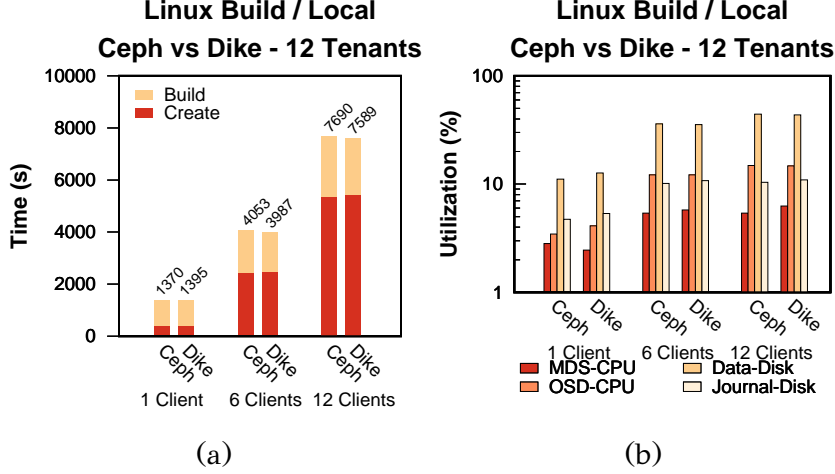 Linux Build / Local
Ceph vs Dike - 12 Tenants
Time (s)
10000
8000
6000
4000
2000
0
Build
Create
1370
1395
4053
3987
7690
7589
Ceph
Dike
Ceph
Dike
Ceph
Dike
1 Client
6 Clients
12 Clients
(a)
Linux Build / Local
Ceph vs Dike - 12 Tenants
Utilization (%)
100
10
1
Ceph
Dike
Ceph
Dike
Ceph
Dike
1 Client
6 Clients
12 Clients
MDS-CPU
OSD-CPU
Data-Disk
Journal-Disk
(b)